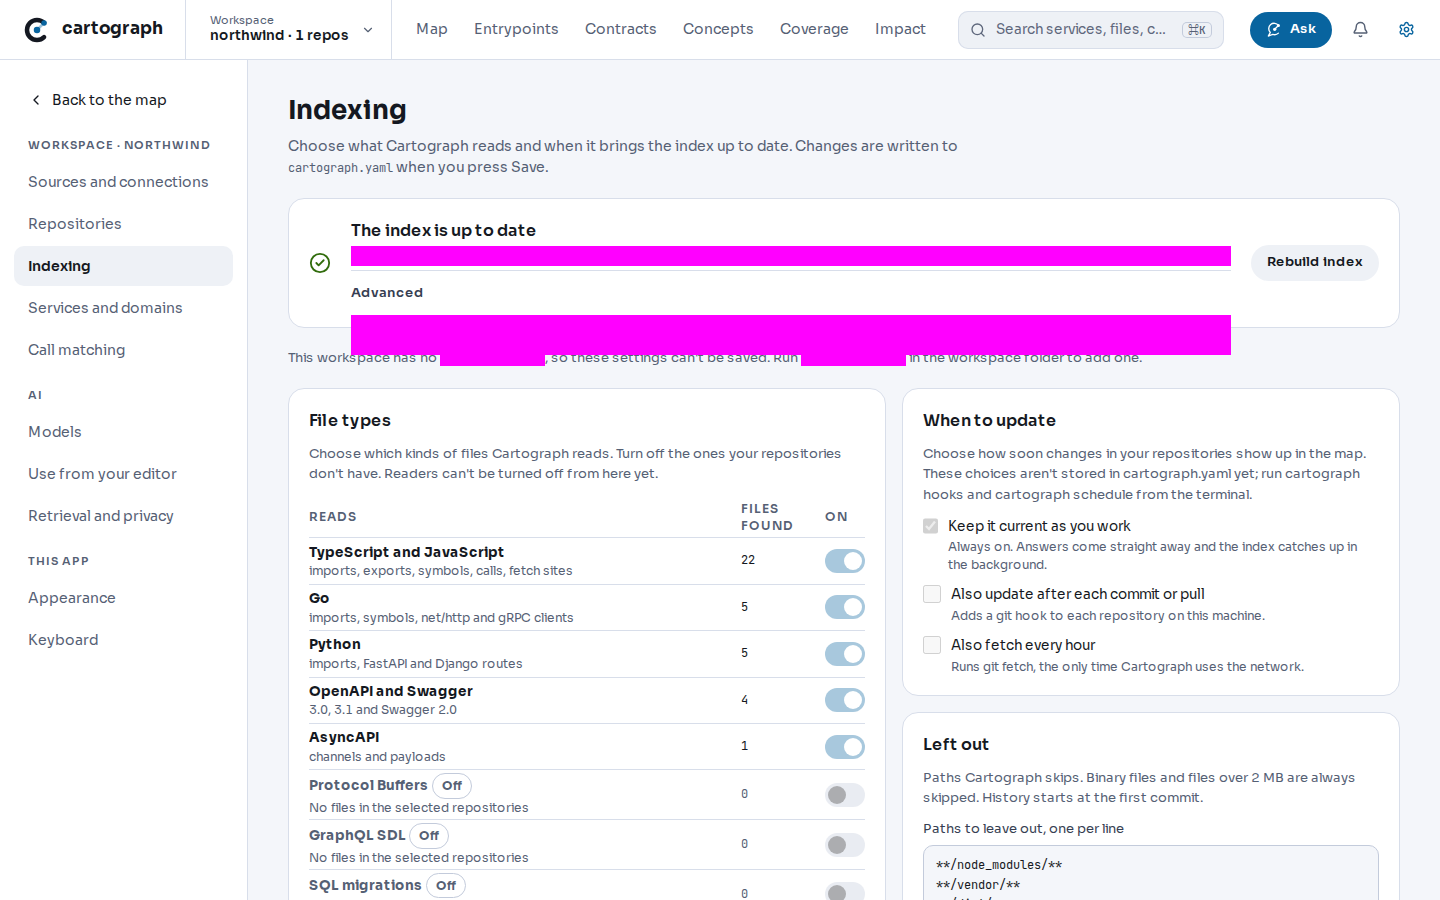 cartograph
Workspace
northwind · 1 repos
Map
Entrypoints
Contracts
Concepts
Coverage
Impact
Search services, files, c...
⌘K
Ask
Back to the map
WORKSPACE · NORTHWIND
Sources and connections
Repositories
Indexing
Services and domains
Call matching
AI
Models
Use from your editor
Retrieval and privacy
THIS APP
Appearance
Keyboard
Indexing
Choose what Cartograph reads and when it brings the index up to date. Changes are written to
cartograph.yaml when you press Save.
The index is up to date
Advanced
Rebuild index
This workspace has no , so these settings can't be saved. Run in the workspace folder to add one.
File types
Choose which kinds of files Cartograph reads. Turn off the ones your repositories
don't have. Readers can't be turned off from here yet.
READS
FILES
FOUND
ON
TypeScript and JavaScript
imports, exports, symbols, calls, fetch sites
22
Go
imports, symbols, net/http and gRPC clients
5
Python
imports, FastAPI and Django routes
5
OpenAPI and Swagger
3.0, 3.1 and Swagger 2.0
4
AsyncAPI
channels and payloads
1
Protocol Buffers Off
No files in the selected repositories
0
GraphQL SDL Off
No files in the selected repositories
0
SQL migrations Off
0
When to update
Choose how soon changes in your repositories show up in the map.
These choices aren't stored in cartograph.yaml yet; run cartograph
hooks and cartograph schedule from the terminal.
Keep it current as you work
Always on. Answers come straight away and the index catches up in
the background.
Also update after each commit or pull
Adds a git hook to each repository on this machine.
Also fetch every hour
Runs git fetch, the only time Cartograph uses the network.
Left out
Paths Cartograph skips. Binary files and files over 2 MB are always
skipped. History starts at the first commit.
Paths to leave out, one per line
**/node_modules/**
**/vendor/**